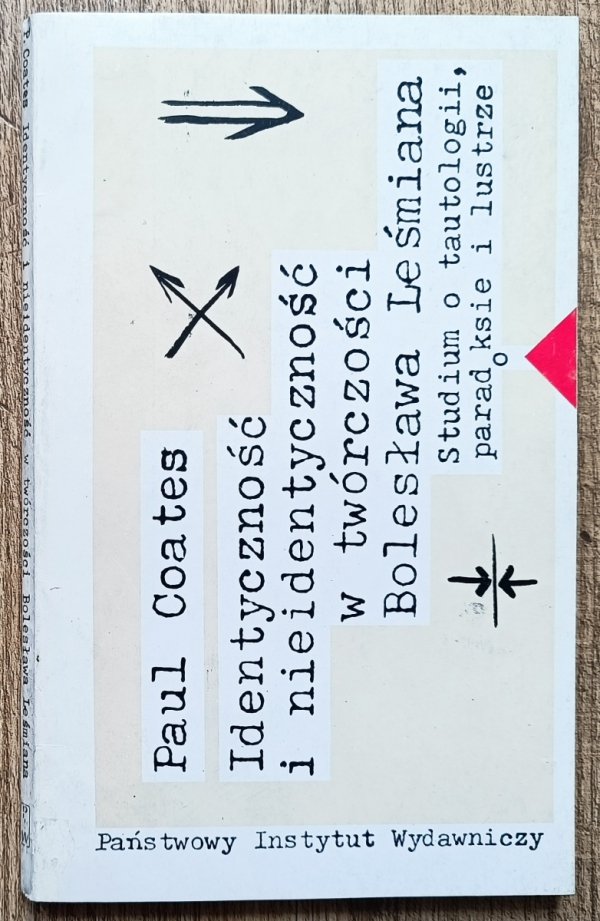 Paul Coates
Identyczność
i nieidentyczność
w twórczości
Bolesława Leśmiana
Studium o tautologii,
paradoksie i lustrze
Państwowy Instytut Wydawniczy
P. Coates Identyczność i nieidentyczność w twórczości Bolesława Leśmiana